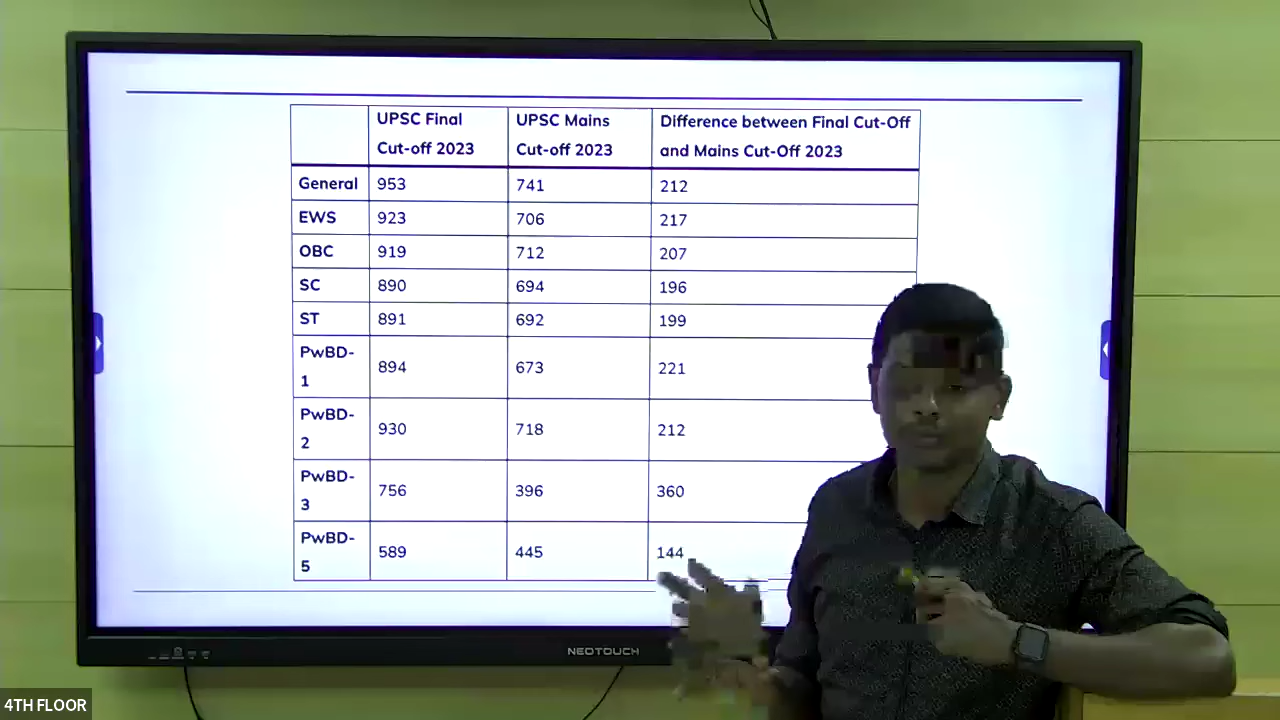 UPSC Final Cut-off 2023 UPSC Mains Cut-off 2023 Difference between Final Cut-Off and Mains Cut-Off 2023
General 953 741 212
EWS 923 706 217
OBC 919 712 207
SC 890 694 196
ST 891 692 199
PwBD-1 894 673 221
PwBD-2 930 718 212
PwBD-3 756 396 360
PwBD-5 589 445 144
NEOTOUCH
4TH FLOOR